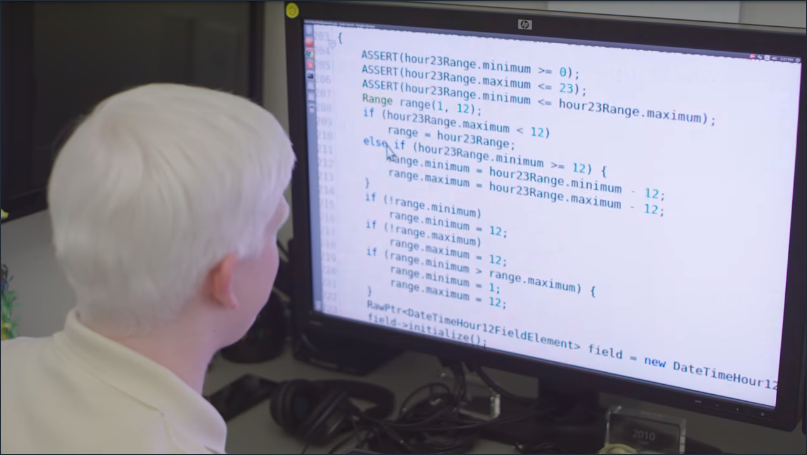 hp
{
ASSERT(hour23Range.minimum >= 0);
ASSERT(hour23Range.maximum <= 23);
ASSERT(hour23Range.minimum <= hour23Range.maximum);
Range range(1, 12);
if (hour23Range.maximum < 12)
range = hour23Range;
else if (hour23Range.minimum >= 12) {
range.minimum = hour23Range.minimum - 12;
range.maximum = hour23Range.maximum - 12;
}
if (!range.minimum)
range.minimum = 12;
if (!range.maximum)
range.maximum = 12;
if (range.minimum > range.maximum) {
range.minimum = 1;
range.maximum = 12;
}
RawPtr<DateTimeHour12FieldElement> field = new DateTimeHour12
field->initialize();
2010